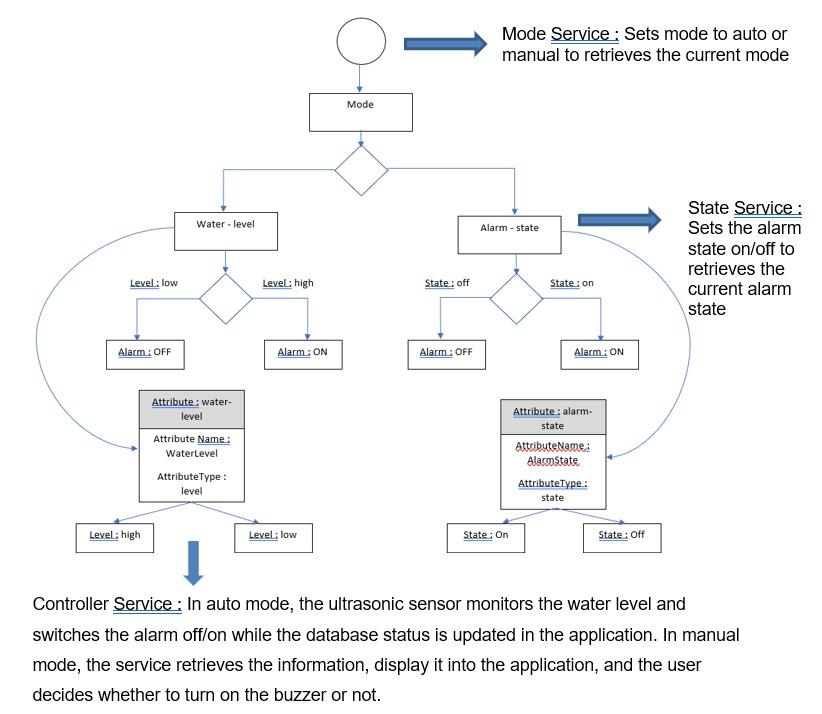 Mode Service : Sets mode to auto or
manual to retrieves the current mode
Mode
Water - level
Alarm - state
State Service :
Sets the alarm
state on/off to
retrieves the
current alarm
state
Level : low
Level : high
State : off
State : on
Alarm : OFF
Alarm : ON
Alarm : OFF
Alarm : ON
Attribute : water-
level
Attribute Name :
WaterLevel
AttributeType :
level
Attribute : alarm-
state
AttributeName :
AlarmState
AttributeType :
state
Level : high
Level : low
State : On
State : Off
Controller Service : In auto mode, the ultrasonic sensor monitors the water level and
switches the alarm off/on while the database status is updated in the application. In manual
mode, the service retrieves the information, display it into the application, and the user
decides whether to turn on the buzzer or not.